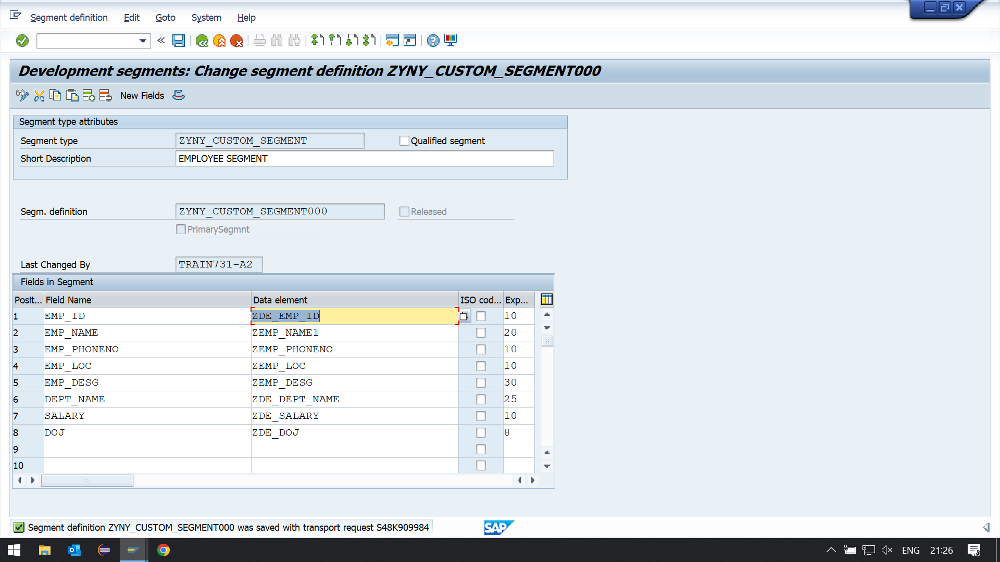 Segment definition Edit Goto System Help
Development segments: Change segment definition ZYNY_CUSTOM_SEGMENT000
New Fields
Segment type attributes
Segment type ZYNY_CUSTOM_SEGMENT Qualified segment
Short Description EMPLOYEE SEGMENT
Segm. definition ZYNY_CUSTOM_SEGMENT000 Released
PrimarySegmnt
Last Changed By TRAIN731-A2
Fields in Segment
Posit... Field Name Data element ISO cod... Exp...
1 EMP_ID ZDE_EMP_ID 10
2 EMP_NAME ZEMP_NAME1 20
3 EMP_PHONENO ZEMP_PHONENO 10
4 EMP_LOC ZEMP_LOC 10
5 EMP_DESG ZEMP_DESG 30
6 DEPT_NAME ZDE_DEPT_NAME 25
7 SALARY ZDE_SALARY 10
8 DOJ ZDE_DOJ 8
9
10
Segment definition ZYNY_CUSTOM_SEGMENT000 was saved with transport request S48K909984 SAP
ENG 21:26